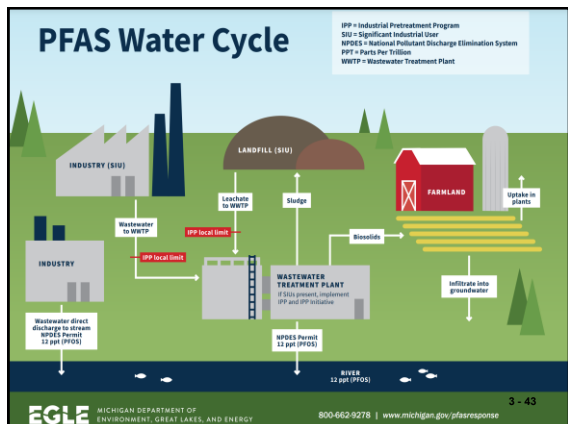 PFAS Water Cycle
IPP = Industrial Pretreatment Program
SIU = Significant Industrial User
NPDES = National Pollutant Discharge Elimination System
PPT = Parts Per Trillion
WWTP = Wastewater Treatment Plant
INDUSTRY (SIU)
LANDFILL (SIU)
FARMLAND
Uptake in
plants
Wastewater
to WWTP
Leachate
to WWTP
Sludge
IPP local limit
IPP local limit
Biosolids
INDUSTRY
WASTEWATER
TREATMENT PLANT
If SIUs present, implement
IPP and IPP Initiative
Infiltrate into
groundwater
Wastewater direct
discharge to stream
NPDES Permit
12 ppt (PFOS)
NPDES Permit
12 ppt (PFOS)
RIVER
12 ppt (PFOS)
3 - 43
EGLE
MICHIGAN DEPARTMENT OF
ENVIRONMENT, GREAT LAKES, AND ENERGY
800-662-9278 | www.michigan.gov/pfasresponse